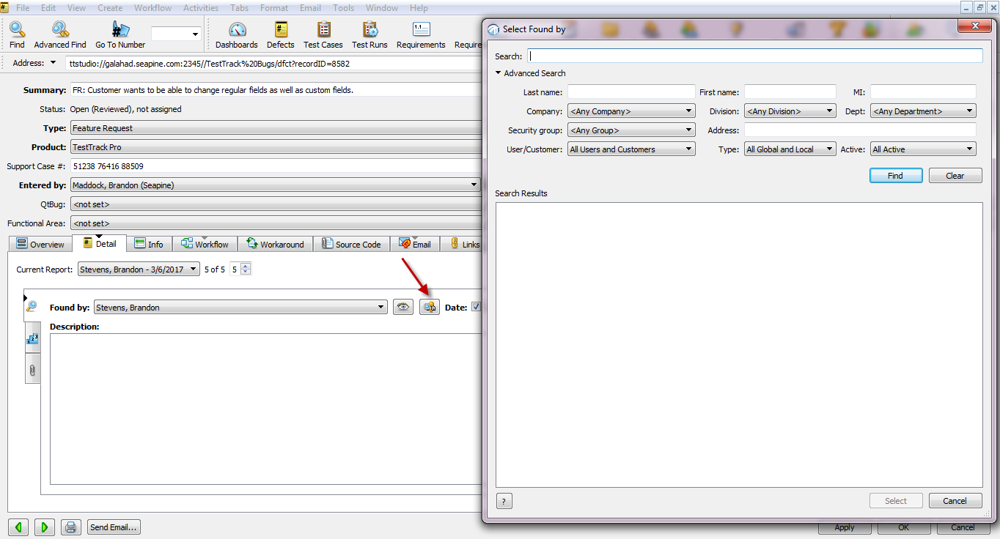 File Edit View Create Workflow Activities Tabs Format Email Tools Window Help
Find Advanced Find Go To Number Dashboards Defects Test Cases Test Runs Requirements Require
Address: ttstudio://galahad.seapine.com:2345//TestTrack%20Bugs/dfct?recordID=8582
Summary: FR: Customer wants to be able to change regular fields as well as custom fields.
Status: Open (Reviewed), not assigned
Type: Feature Request
Product: TestTrack Pro
Support Case #: 51238 76416 88509
Entered by: Maddock, Brandon (Seapine)
QtBug: <not set>
Functional Area: <not set>
Overview Detail Info Workflow Workaround Source Code Email Links
Current Report: Stevens, Brandon - 3/6/2017 5 of 5 5
Found by: Stevens, Brandon Date:
Description:
Send Email...
Select Found by
Search:
Advanced Search
Last name: First name: MI:
Company: <Any Company> Division: <Any Division> Dept: <Any Department>
Security group: <Any Group> Address:
User/Customer: All Users and Customers Type: All Global and Local Active: All Active
Find Clear
Search Results
? Select Cancel
Apply OK Cancel